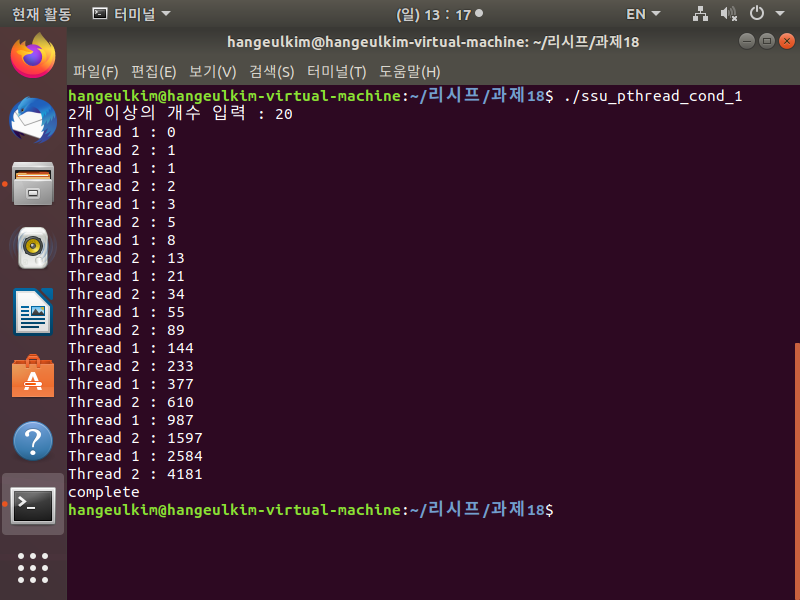 현재 활동 터미널 (일) 13 : 17 EN
hangeulkim@hangeulkim-virtual-machine: ~/리시프/과제18
파일(F) 편집(E) 보기(V) 검색(S) 터미널(T) 도움말(H)
hangeulkim@hangeulkim-virtual-machine:~/리시프/과제18$ ./ssu_pthread_cond_1
2개 이상의 개수 입력 : 20
Thread 1 : 0
Thread 2 : 1
Thread 1 : 1
Thread 2 : 2
Thread 1 : 3
Thread 2 : 5
Thread 1 : 8
Thread 2 : 13
Thread 1 : 21
Thread 2 : 34
Thread 1 : 55
Thread 2 : 89
Thread 1 : 144
Thread 2 : 233
Thread 1 : 377
Thread 2 : 610
Thread 1 : 987
Thread 2 : 1597
Thread 1 : 2584
Thread 2 : 4181
complete
hangeulkim@hangeulkim-virtual-machine:~/리시프/과제18$